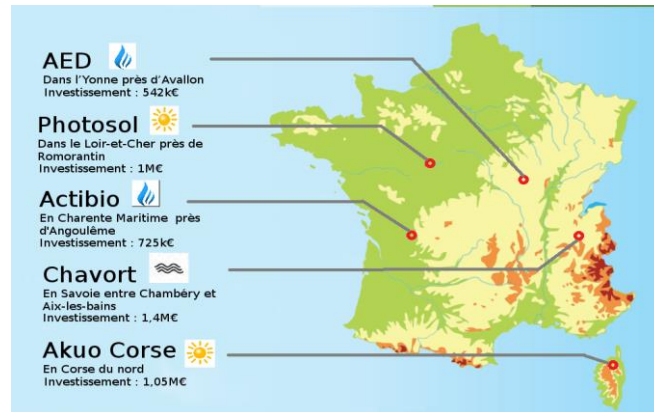 AED
Dans l'Yonne près d'Avallon
Investissement : 542k€
Photosol
Dans le Loir-et-Cher près de
Romorantin
Investissement : 1M€
Actibio
En Charente Maritime près
d'Angoulême
Investissement : 725k€
Chavort
En Savoie entre Chambéry et
Aix-les-bains
Investissement : 1,4M€
Akuo Corse
En Corse du nord
Investissement : 1,05M€